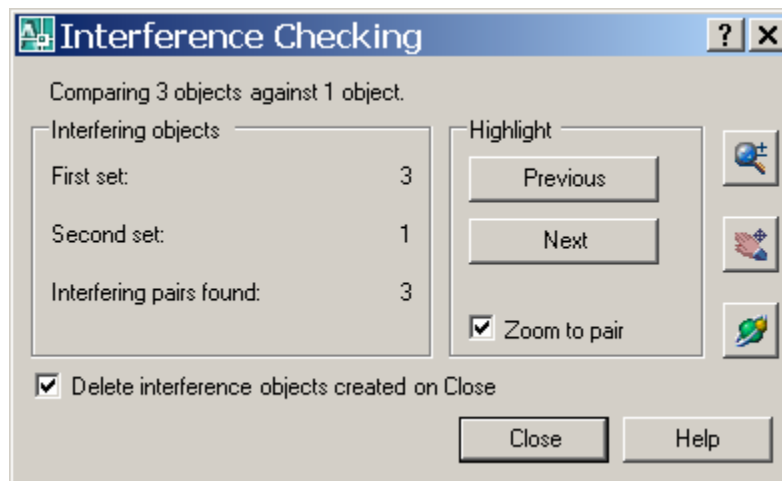 Interference Checking
Comparing 3 objects against 1 object.
Interfering objects
First set: 3
Second set: 1
Interfering pairs found: 3
Highlight
Previous
Next
Zoom to pair
Delete interference objects created on Close
Close Help